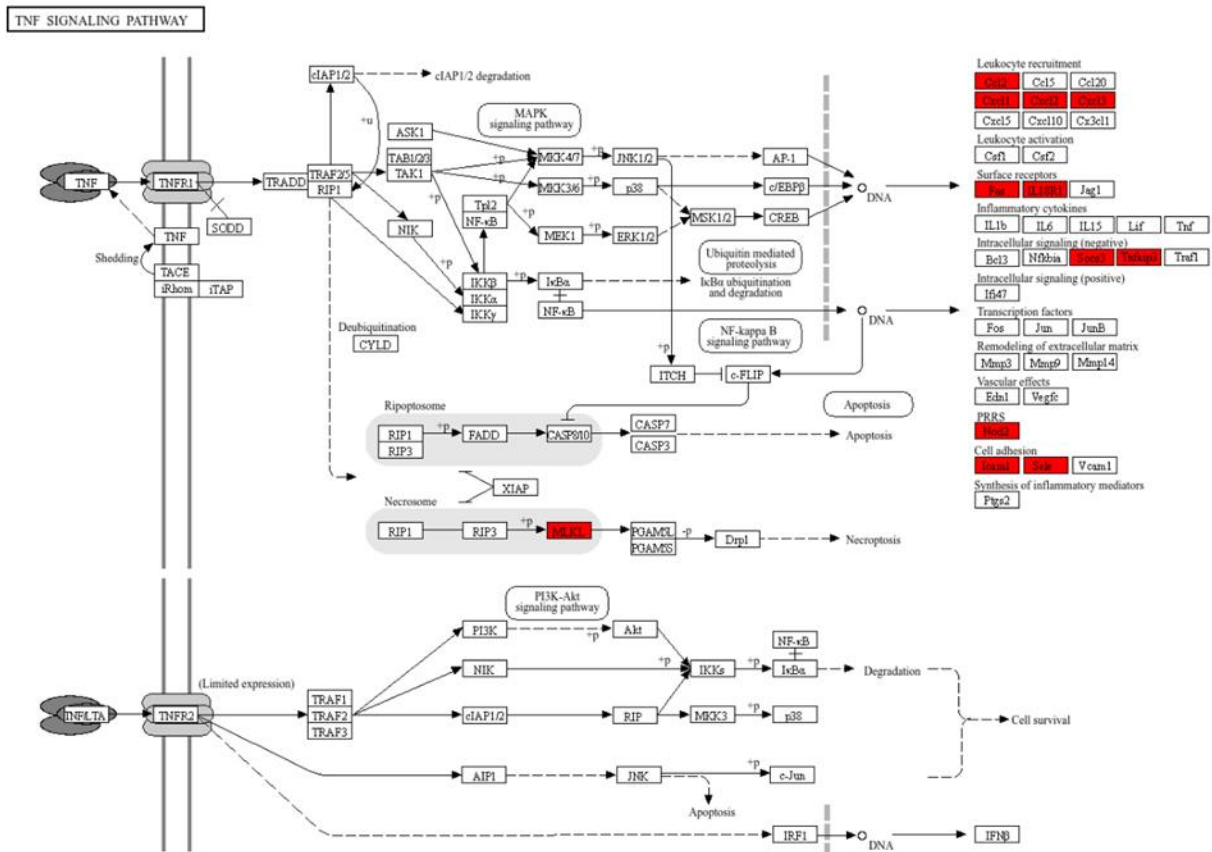 TNF SIGNALING PATHWAY
cIAP1/2
cIAP1/2 degradation
+u
MAPK
signaling pathway
ASK1
TAB1/2/3
TAK1
+p
+p
MKK4/7
+p
JNK1/2
AP-1
MKK3/6
+p
p38
c/EBPβ
TNF
TNFR1
TRADD
TRAF2/5
RIP1
DNA
Tpl2
NF-κB
+p
+p
MEK1
+p
ERK1/2
MSK1/2
CREB
NIK
TNF
SODD
Shedding
TACE
iRhom
iTAP
+p
IKKβ
IKKα
IKKγ
+p
IκBα
NF-κB
Ubiquitin mediated
proteolysis
IκBα ubiquitination
and degradation
DNA
Deubiquitination
CYLD
NF-kappa B
signaling pathway
+p
ITCH
c-FLIP
Ripoptosome
RIP1
RIP3
+p
FADD
CASP8/10
CASP7
CASP3
Apoptosis
Apoptosis
XIAP
Necrosome
RIP1
RIP3
+p
MLKL
PGAM5L
PGAM5S
-p
Drp1
Necroptosis
Leukocyte recruitment
Ccl2 Ccl5 Ccl20
Cxcl1 Cxcl2 Cxcl3
Cxcl5 Cxcl10 Cx3cl1
Leukocyte activation
Csf1 Csf2
Surface receptors
Fas IL18R1 Jag1
Inflammatory cytokines
IL1b IL6 IL15 Lif Tnf
Intracellular signaling (negative)
Bcl3 Nfkbia Socs3 Tnfaip3 Traf1
Intracellular signaling (positive)
Ifi47
Transcription factors
Fos Jun JunB
Remodeling of extracellular matrix
Mmp3 Mmp9 Mmp14
Vascular effects
Edn1 Vegfc
PRRS
Nod2
Cell adhesion
Icam1 Sele Vcam1
Synthesis of inflammatory mediators
Ptgs2
PI3K-Akt
signaling pathway
PI3K
+p
Akt
NF-κB
NIK
+p
IKKs
+p
IκBα
Degradation
(Limited expression)
TNF/LTA
TNFR2
TRAF1
TRAF2
TRAF3
cIAP1/2
RIP
MKK3
+p
p38
Cell survival
AIP1
JNK
+p
c-Jun
Apoptosis
IRF1
DNA
IFNβ